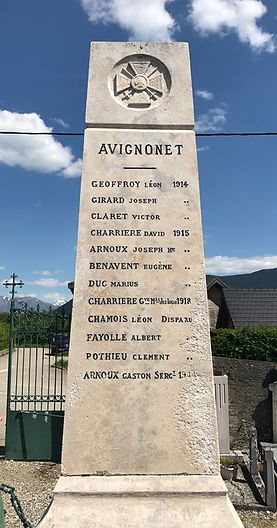 AVIGNONET
GEOFFROY LÉON 1914
GIRARD JOSEPH "
CLARET VICTOR "
CHARRIERE DAVID 1915
ARNOUX JOSEPH "
BENAVENT EUGÈNE "
DUC MARIUS "
CHARRIERE 1918
CHAMOIS LÉON DISPARU
FAYOLLE ALBERT "
POTHIEU CLEMENT "
ARNOUX GASTON